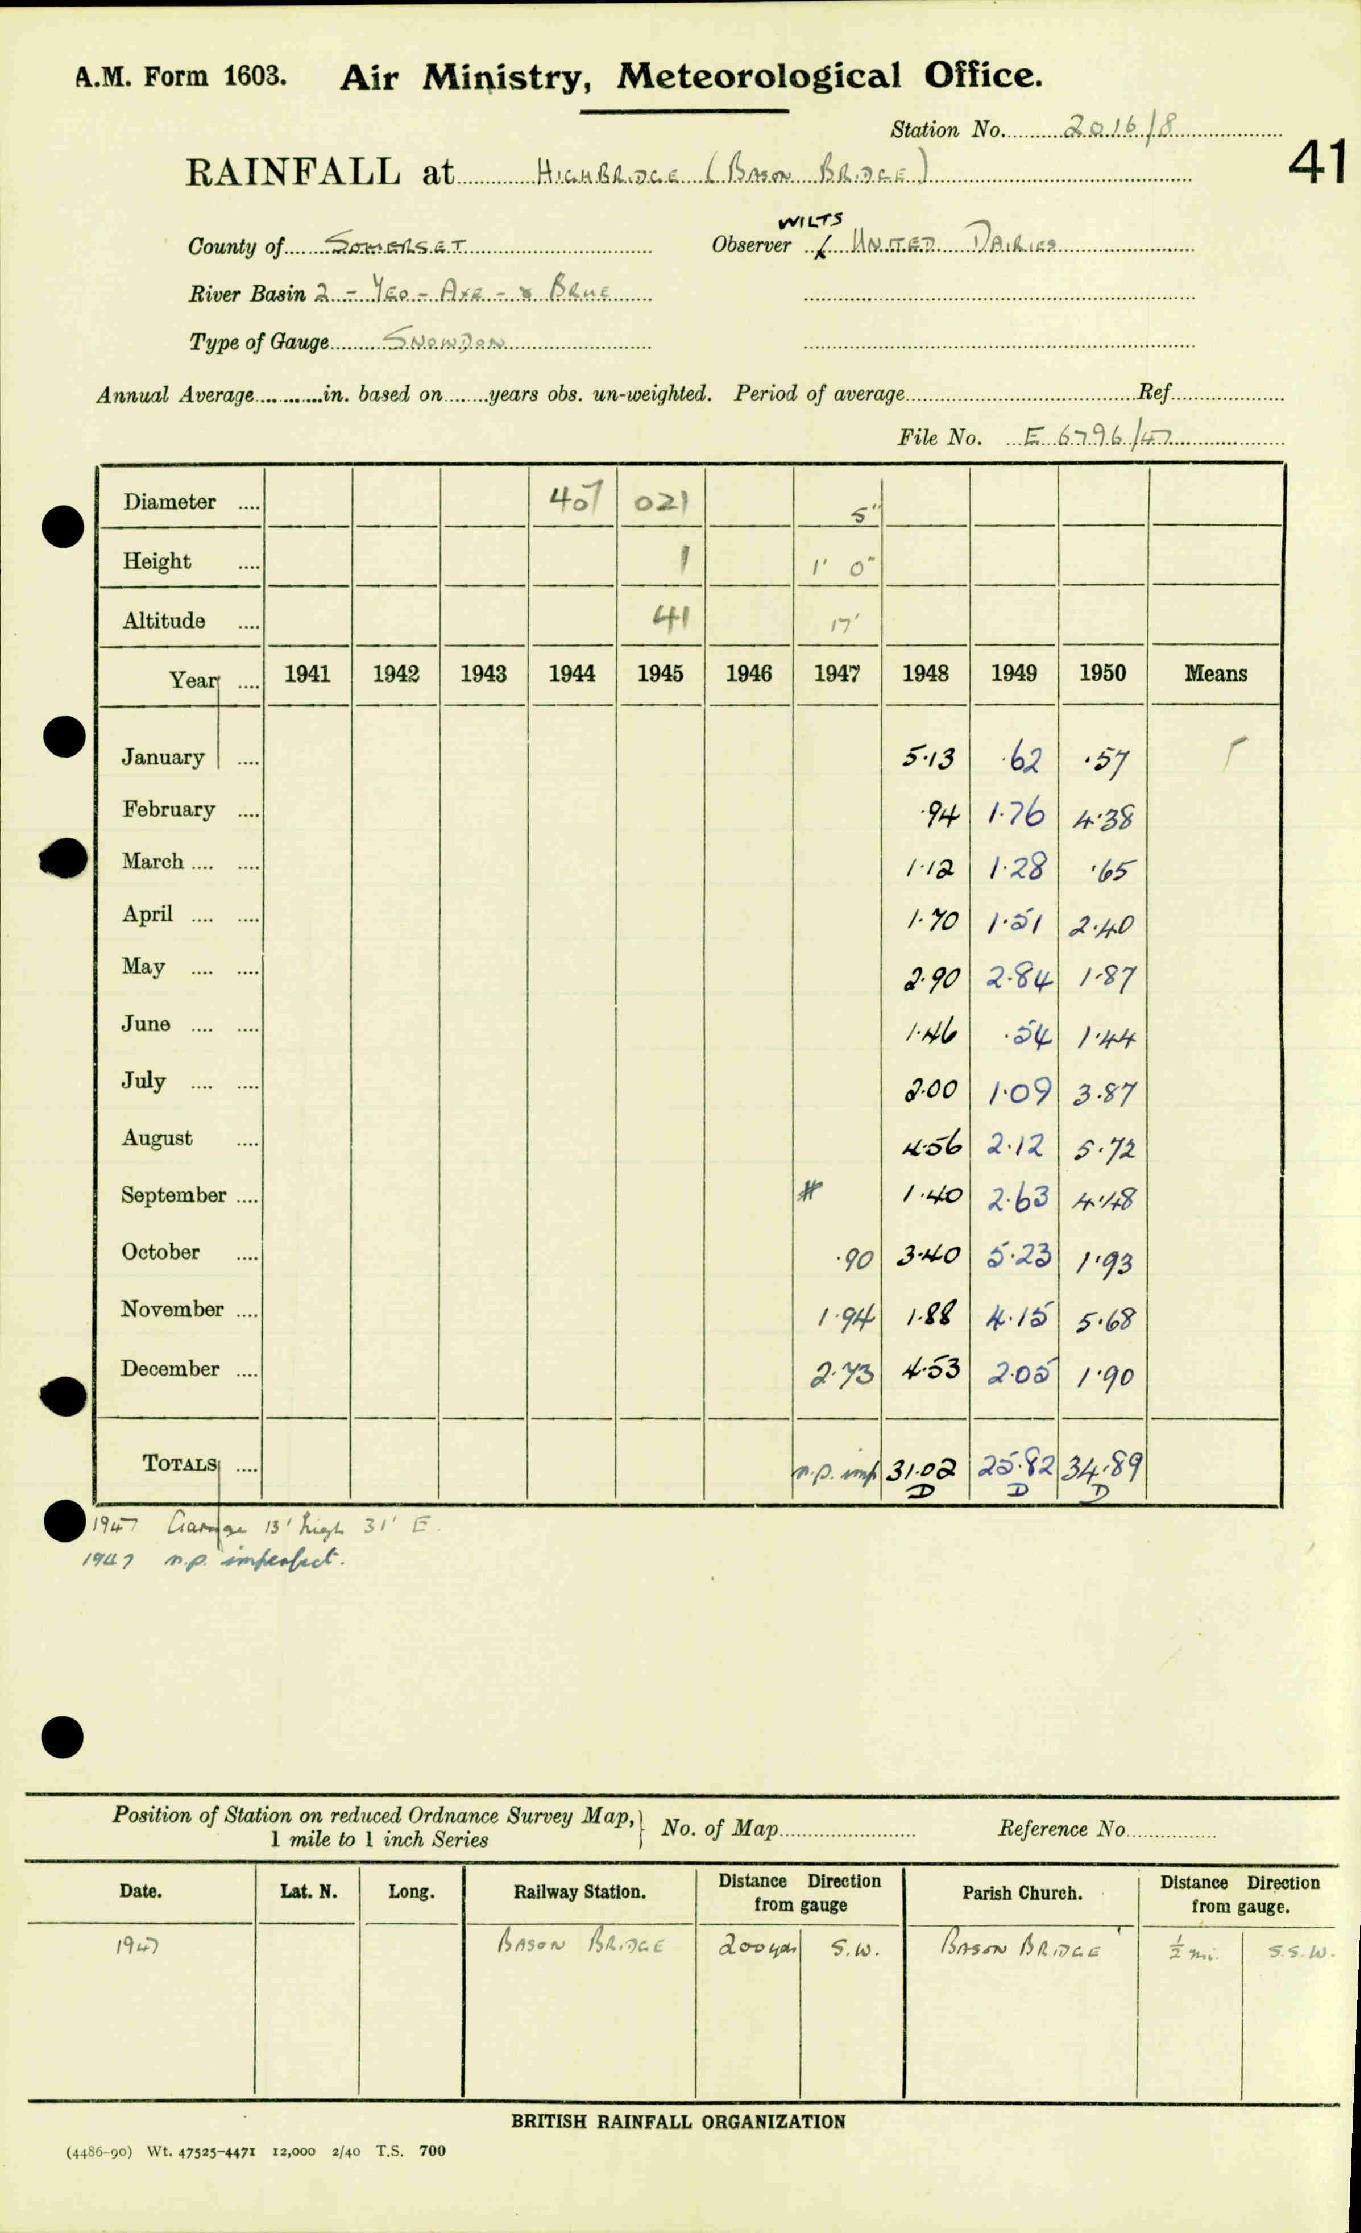 A.M. Form 1603. Air Ministry, Meteorological Office.
Station No. 2016/8
41
RAINFALL at HIGHBRIDGE (BASON BRIDGE)
WILTS
County of SOMERSET Observer UNITED DAIRIES
River Basin 2 - YEO - AXE - & BRUE
Type of Gauge SNOWDON
Annual Average............in. based on........years obs. un-weighted. Period of average........Ref........
File No. E 6796/47
Diameter .... 407 021 5"
Height .... 1 1' 0"
Altitude .... 41 17'
Year .... 1941 1942 1943 1944 1945 1946 1947 1948 1949 1950 Means
January .... 5.13 .62 .57
February .... .94 1.76 4.38
March .... .... 1.12 1.28 .65
April .... .... 1.70 1.51 2.40
May .... .... 2.90 2.84 1.87
June .... .... 1.46 .54 1.44
July .... .... 2.00 1.09 3.87
August .... 4.56 2.12 5.72
September .... # 1.40 2.63 4.48
October .... .90 3.40 5.23 1.93
November .... 1.94 1.88 4.15 5.68
December .... 2.73 4.53 2.05 1.90
TOTALS .... n.p. imp 31.02 25.82 34.89
D D D
1947 Garage 13' high 31' E.
1947 n.p. imperfect.
Position of Station on reduced Ordnance Survey Map, 1 mile to 1 inch Series } No. of Map........ Reference No........
Date. Lat. N. Long. Railway Station. Distance Direction from gauge Parish Church. Distance Direction from gauge.
1947 BASON BRIDGE 200 yds S.W. BASON BRIDGE ½ mi. S.S.W.
BRITISH RAINFALL ORGANIZATION
(4486-90) Wt. 47525-4471 12,000 2/40 T.S. 700